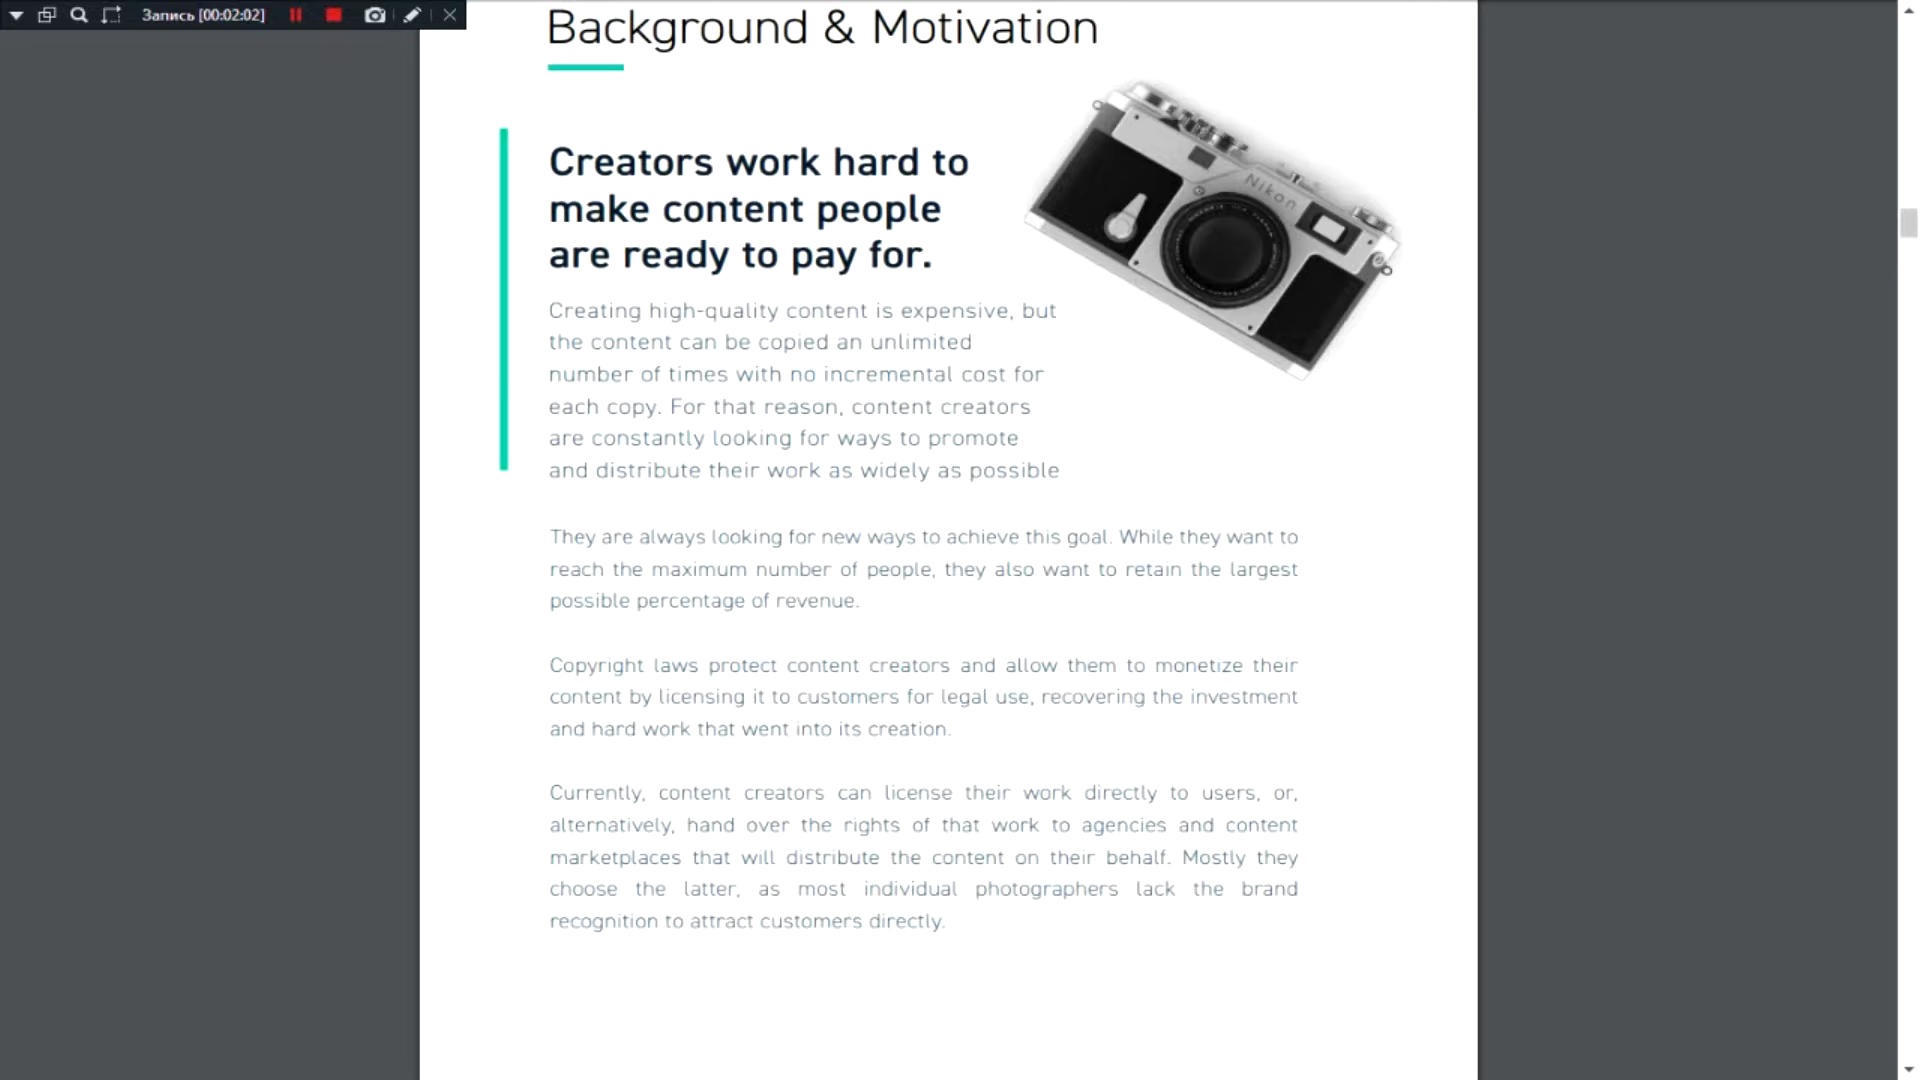 Запись [00:02:02]
Background & Motivation
Nikon
Creators work hard to
make content people
are ready to pay for.
Creating high-quality content is expensive, but
the content can be copied an unlimited
number of times with no incremental cost for
each copy. For that reason, content creators
are constantly looking for ways to promote
and distribute their work as widely as possible
They are always looking for new ways to achieve this goal. While they want to
reach the maximum number of people, they also want to retain the largest
possible percentage of revenue.
Copyright laws protect content creators and allow them to monetize their
content by licensing it to customers for legal use, recovering the investment
and hard work that went into its creation.
Currently, content creators can license their work directly to users, or,
alternatively, hand over the rights of that work to agencies and content
marketplaces that will distribute the content on their behalf. Mostly they
choose the latter, as most individual photographers lack the brand
recognition to attract customers directly.